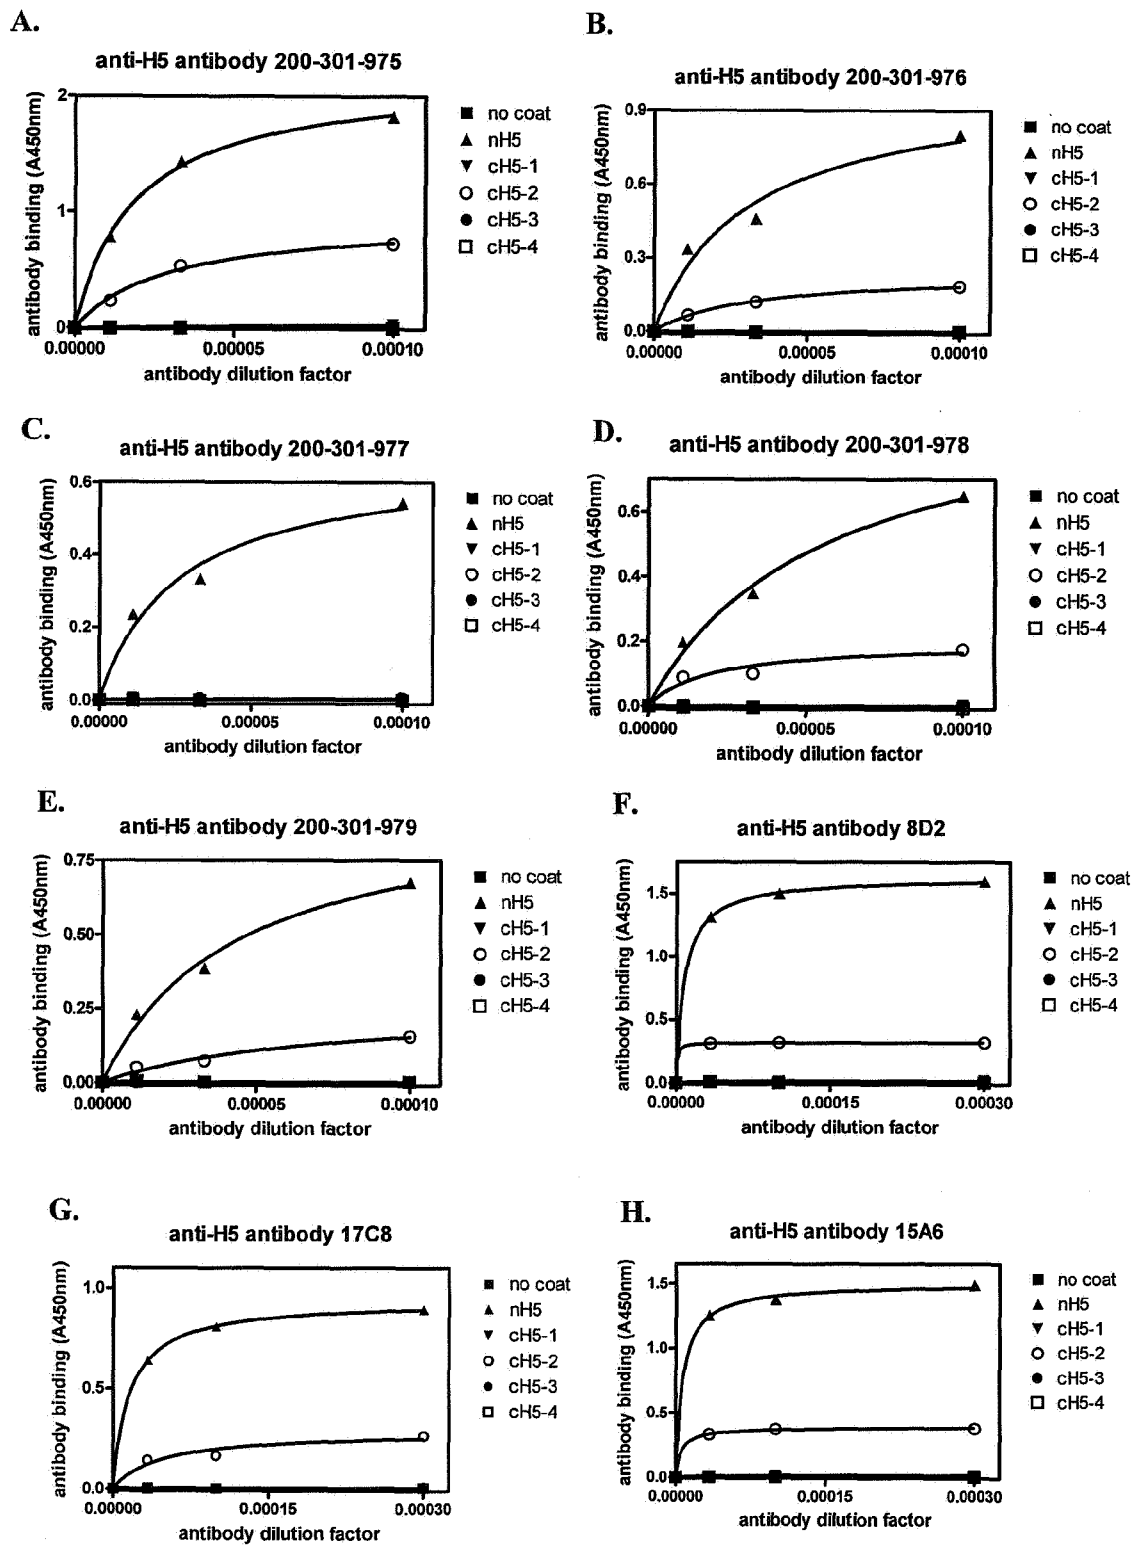 A.
anti-H5 antibody 200-301-975
antibody binding (A450nm)
2
1
0
0.00000
0.00005
0.00010
antibody dilution factor
no coat
nH5
cH5-1
cH5-2
cH5-3
cH5-4
B.
anti-H5 antibody 200-301-976
antibody binding (A450nm)
0.9
0.6
0.3
0.0
0.00000
0.00005
0.00010
antibody dilution factor
no coat
nH5
cH5-1
cH5-2
cH5-3
cH5-4
C.
anti-H5 antibody 200-301-977
antibody binding (A450nm)
0.6
0.4
0.2
0.0
0.00000
0.00005
0.00010
antibody dilution factor
no coat
nH5
cH5-1
cH5-2
cH5-3
cH5-4
D.
anti-H5 antibody 200-301-978
antibody binding (A450nm)
0.6
0.4
0.2
0.0
0.00000
0.00005
0.00010
antibody dilution factor
no coat
nH5
cH5-1
cH5-2
cH5-3
cH5-4
E.
anti-H5 antibody 200-301-979
antibody binding (A450nm)
0.75
0.50
0.25
0.00
0.00000
0.00005
0.00010
antibody dilution factor
no coat
nH5
cH5-1
cH5-2
cH5-3
cH5-4
F.
anti-H5 antibody 8D2
antibody binding (A450nm)
1.5
1.0
0.5
0.0
0.00000
0.00015
0.00030
antibody dilution factor
no coat
nH5
cH5-1
cH5-2
cH5-3
cH5-4
G.
anti-H5 antibody 17C8
antibody binding (A450nm)
1.0
0.5
0.0
0.00000
0.00015
0.00030
antibody dilution factor
no coat
nH5
cH5-1
cH5-2
cH5-3
cH5-4
H.
anti-H5 antibody 15A6
antibody binding (A450nm)
1.5
1.0
0.5
0.0
0.00000
0.00015
0.00030
antibody dilution factor
no coat
nH5
cH5-1
cH5-2
cH5-3
cH5-4